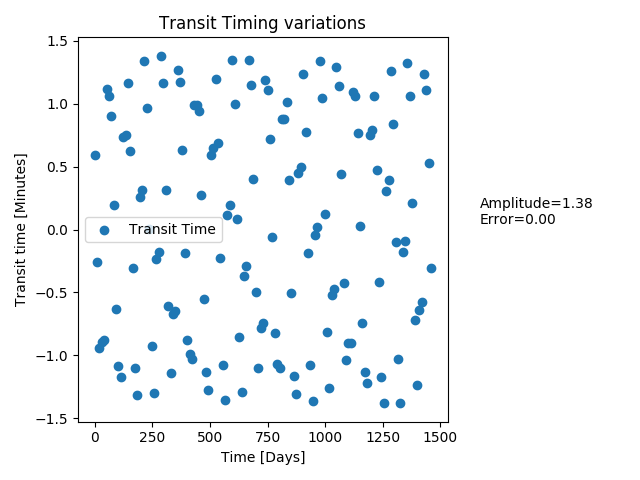 Transit Timing variations
1.5
1.0
0.5
0.0
−0.5
−1.0
−1.5
Transit time [Minutes]
Transit Time
Amplitude=1.38
Error=0.00
0 250 500 750 1000 1250 1500
Time [Days]